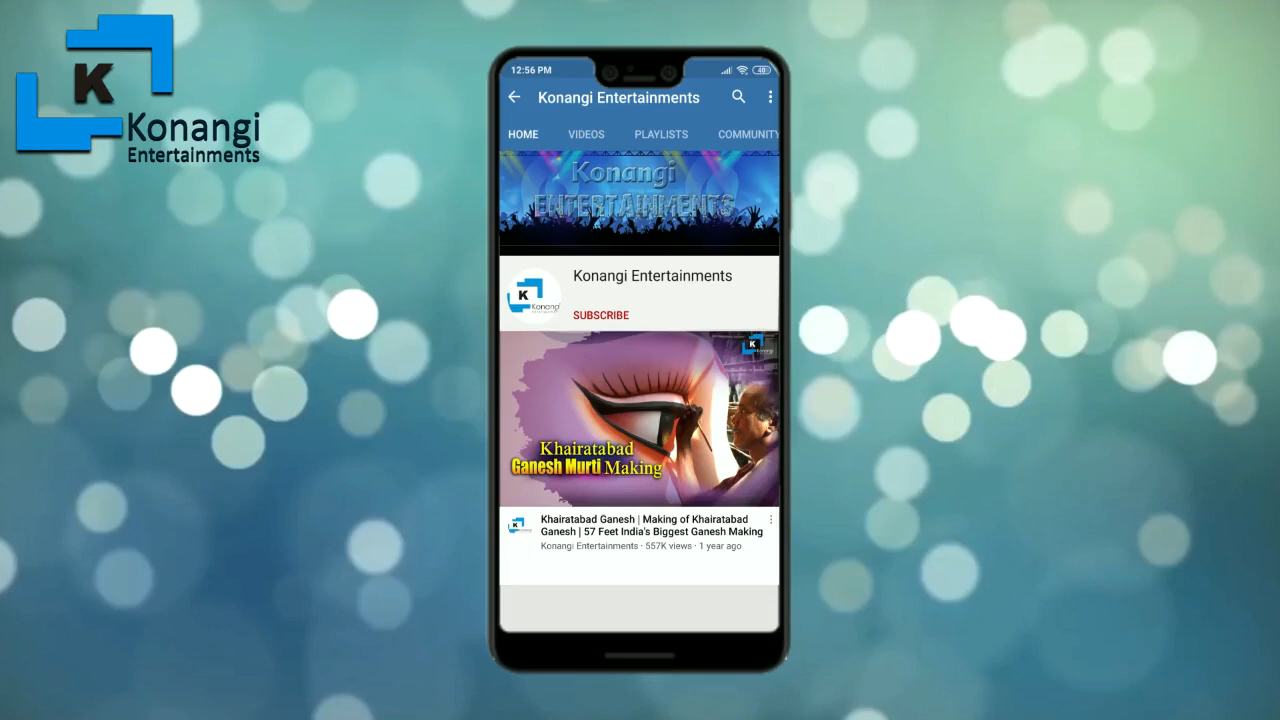 K
Konangi
Entertainments
12:56 PM
40
Konangi Entertainments
HOME VIDEOS PLAYLISTS COMMUNITY
Konangi
ENTERTAINMENTS
Konangi Entertainments
K
SUBSCRIBE
K
Khairatabad
Ganesh Murti Making
Khairatabad Ganesh | Making of Khairatabad
Ganesh | 57 Feet India's Biggest Ganesh Making
Konangi Entertainments · 557K views · 1 year ago